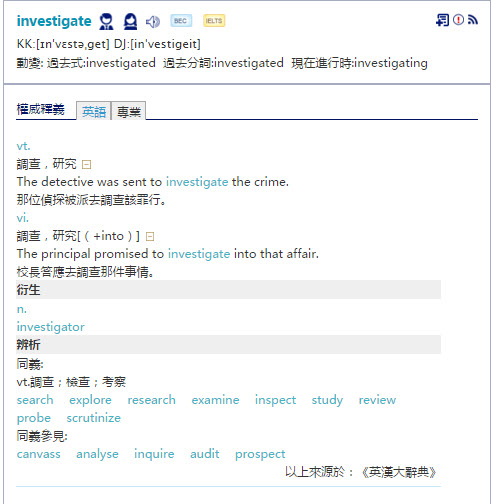 investigate BEC IELTS
KK:[ɪnˋvɛstə͵get] DJ:[inˈvestigeit]
動變: 過去式:investigated 過去分詞:investigated 現在進行時:investigating
權威釋義 英語 專業
vt.
調查，研究
The detective was sent to investigate the crime.
那位偵探被派去調查該罪行。
vi.
調查，研究[（+into）]
The principal promised to investigate into that affair.
校長答應去調查那件事情。
衍生
n.
investigator
辨析
同義:
vt.調查；檢查；考察
search explore research examine inspect study review
probe scrutinize
同義參見:
canvass analyse inquire audit prospect
以上來源於：《英漢大辭典》